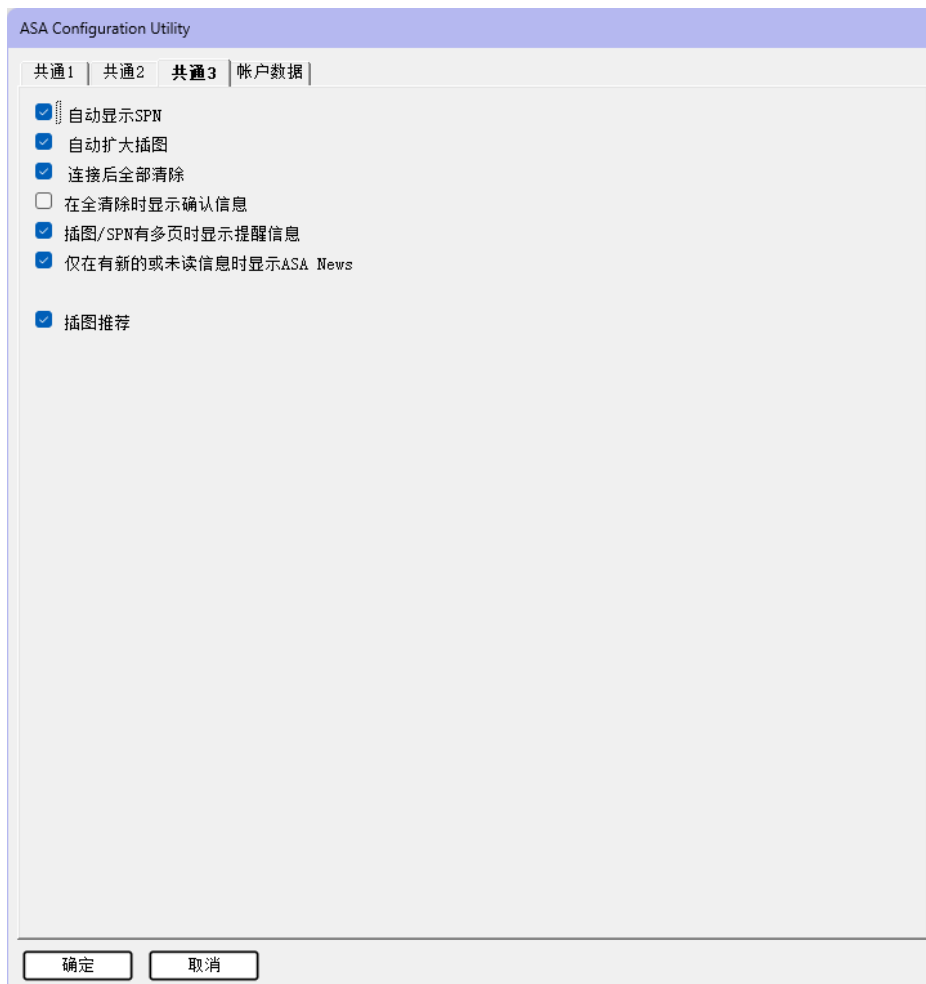 ASA Configuration Utility
共通1 共通2 共通3 帐户数据
自动显示SPN
自动扩大插图
连接后全部清除
在全清除时显示确认信息
插图/SPN有多页时显示提醒信息
仅在有新的或未读信息时显示ASA News
插图推荐
确定 取消